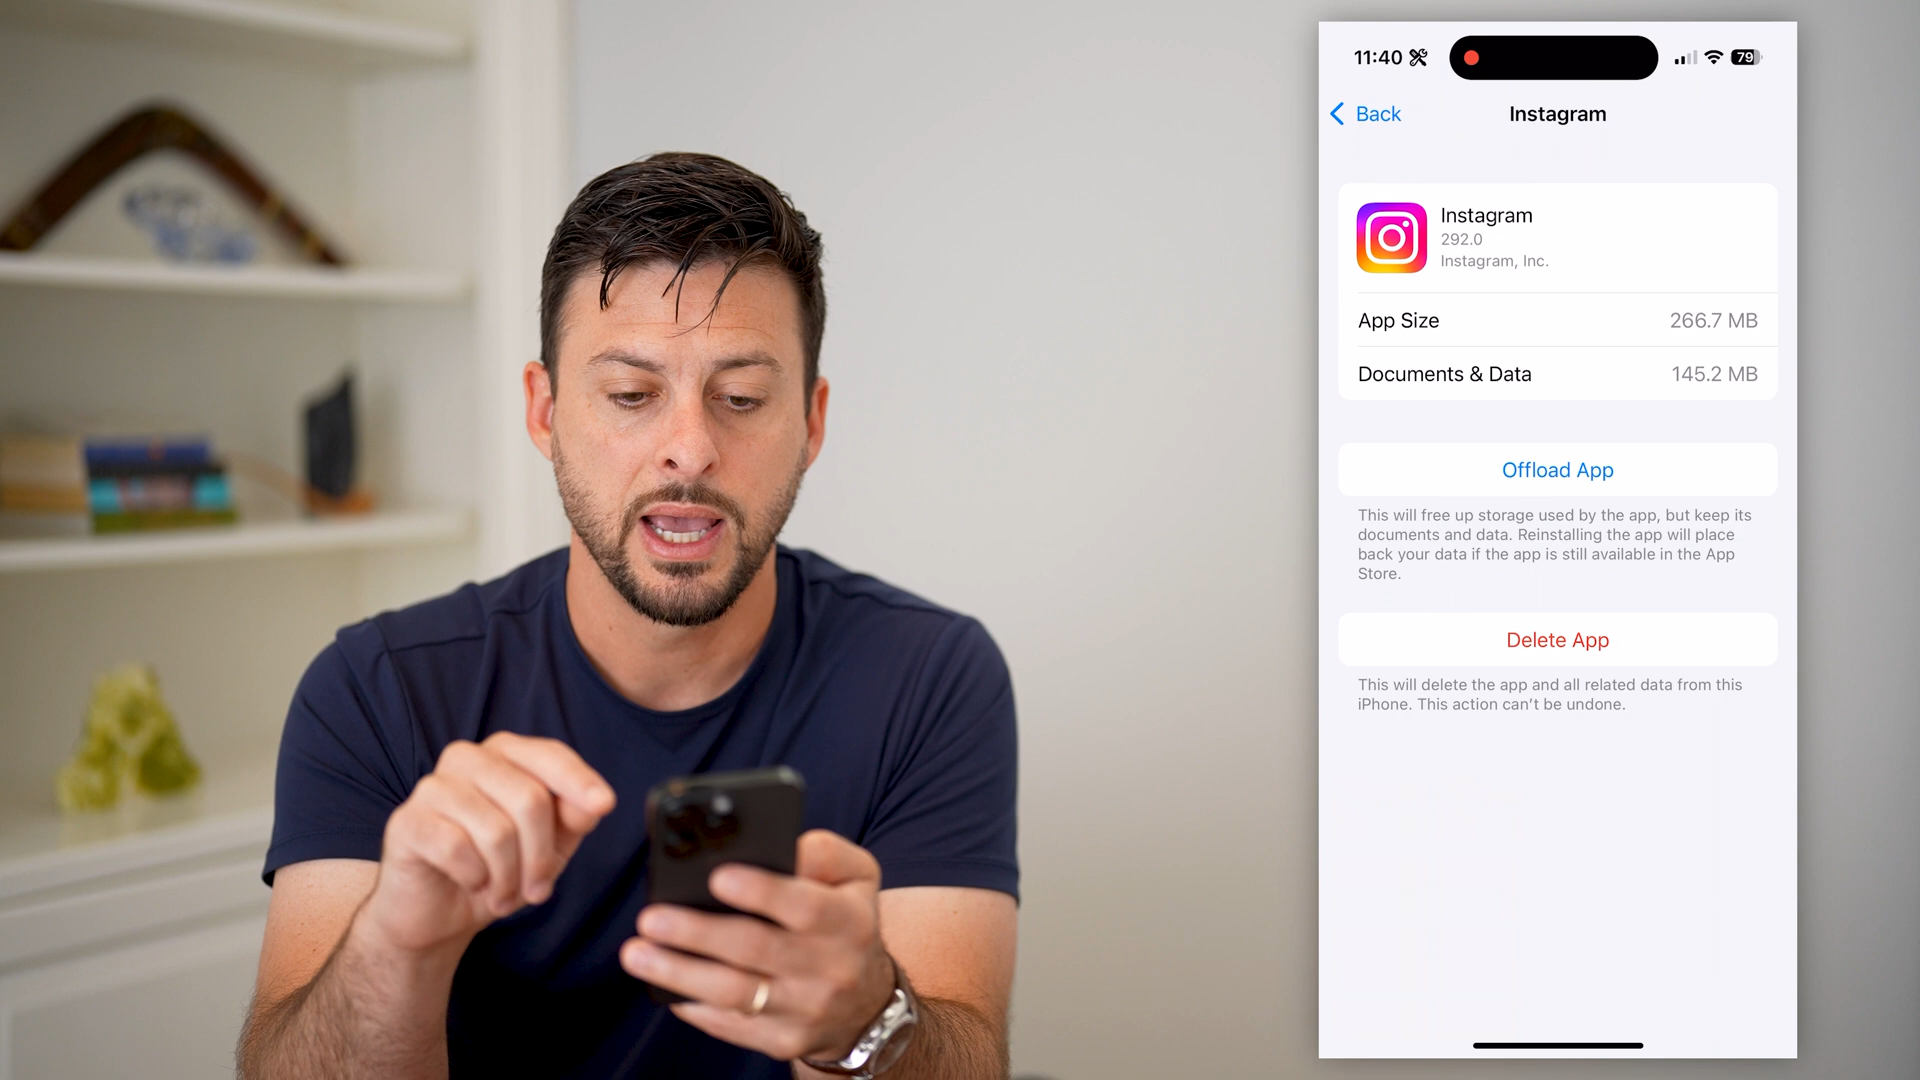 11:40
79
Back
Instagram
Instagram
292.0
Instagram, Inc.
App Size
266.7 MB
Documents & Data
145.2 MB
Offload App
This will free up storage used by the app, but keep its
documents and data. Reinstalling the app will place
back your data if the app is still available in the App
Store.
Delete App
This will delete the app and all related data from this
iPhone. This action can't be undone.